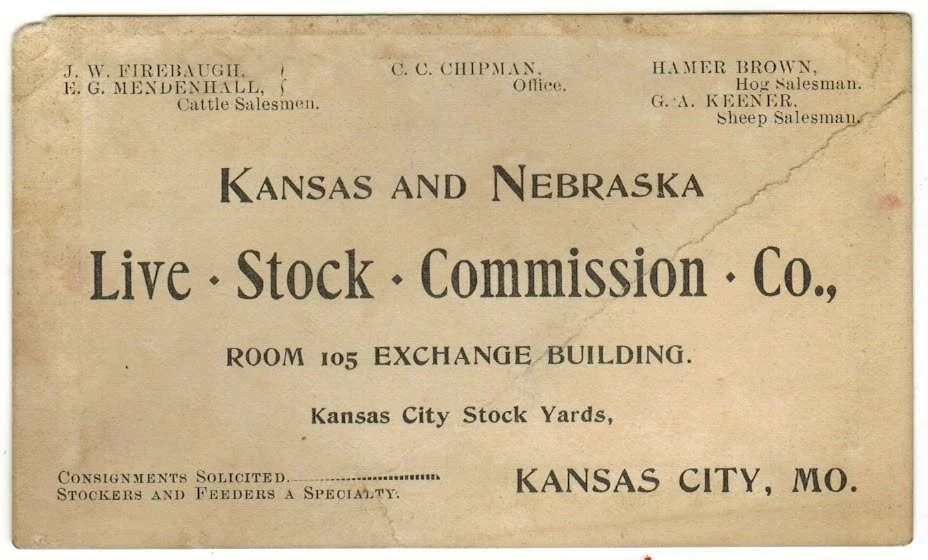 J. W. FIREBAUGH,
E. G. MENDENHALL,
Cattle Salesmen.
C. C. CHIPMAN,
Office.
HAMER BROWN,
Hog Salesman.
G. A. KEENER,
Sheep Salesman.
KANSAS AND NEBRASKA
Live · Stock · Commission · Co.,
ROOM 105 EXCHANGE BUILDING.
Kansas City Stock Yards,
CONSIGNMENTS SOLICITED.
STOCKERS AND FEEDERS A SPECIALTY.
KANSAS CITY, MO.